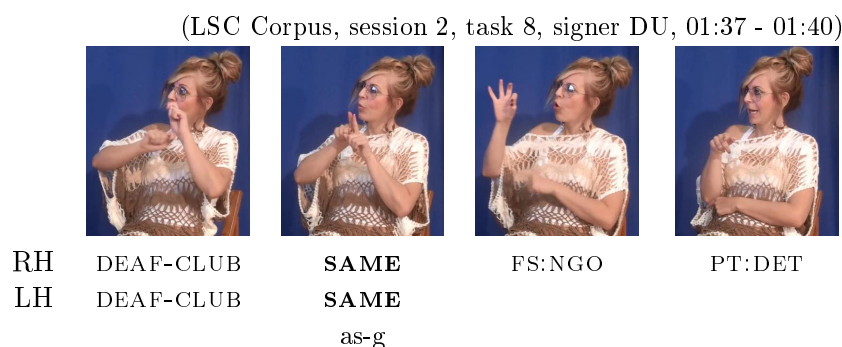 (LSC Corpus, session 2, task 8, signer DU, 01:37 - 01:40)
RH DEAF-CLUB SAME FS:NGO PT:DET
LH DEAF-CLUB SAME
as-g